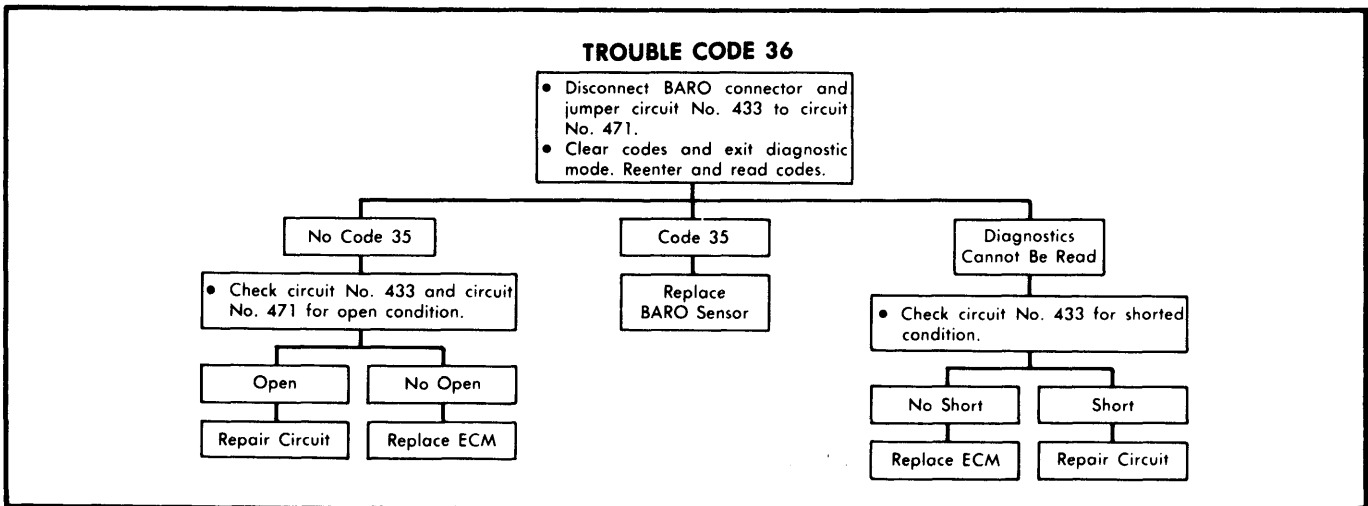 TROUBLE CODE 36
• Disconnect BARO connector and
jumper circuit No. 433 to circuit
No. 471.
• Clear codes and exit diagnostic
mode. Reenter and read codes.
No Code 35
Code 35
Diagnostics
Cannot Be Read
• Check circuit No. 433 and circuit
No. 471 for open condition.
Replace
BARO Sensor
• Check circuit No. 433 for shorted
condition.
Open
No Open
No Short
Short
Repair Circuit
Replace ECM
Replace ECM
Repair Circuit